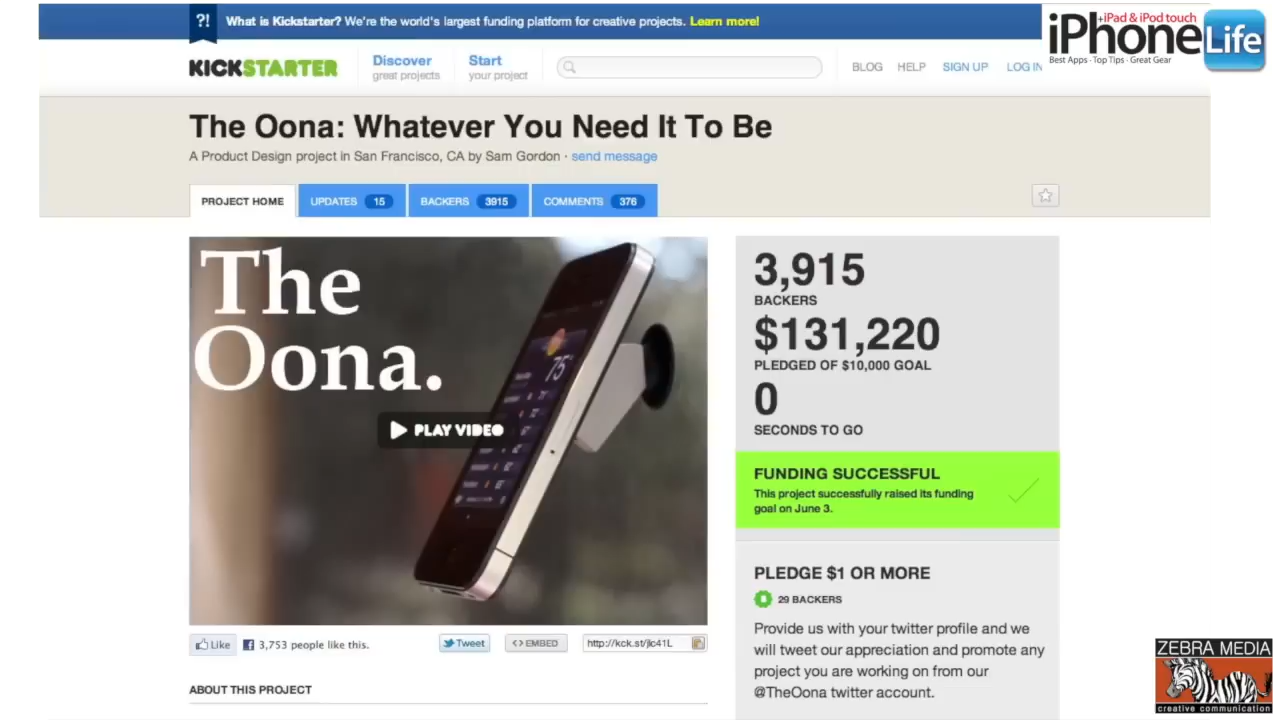 ?! What is Kickstarter? We're the world's largest funding platform for creative projects. Learn more!
+iPad & iPod touch
iPhoneLife
Best Apps · Top Tips · Great Gear
KICKSTARTER
Discover
great projects
Start
your project
BLOG HELP SIGN UP LOG IN
The Oona: Whatever You Need It To Be
A Product Design project in San Francisco, CA by Sam Gordon · send message
PROJECT HOME UPDATES 15 BACKERS 3915 COMMENTS 376
The
Oona.
75°
PLAY VIDEO
3,915
BACKERS
$131,220
PLEDGED OF $10,000 GOAL
0
SECONDS TO GO
FUNDING SUCCESSFUL
This project successfully raised its funding
goal on June 3.
PLEDGE $1 OR MORE
29 BACKERS
Provide us with your twitter profile and we
will tweet our appreciation and promote any
project you are working on from our
@TheOona twitter account.
Like 3,753 people like this. Tweet <> EMBED http://kck.st/jlc41L
ABOUT THIS PROJECT
ZEBRA MEDIA
creative communication